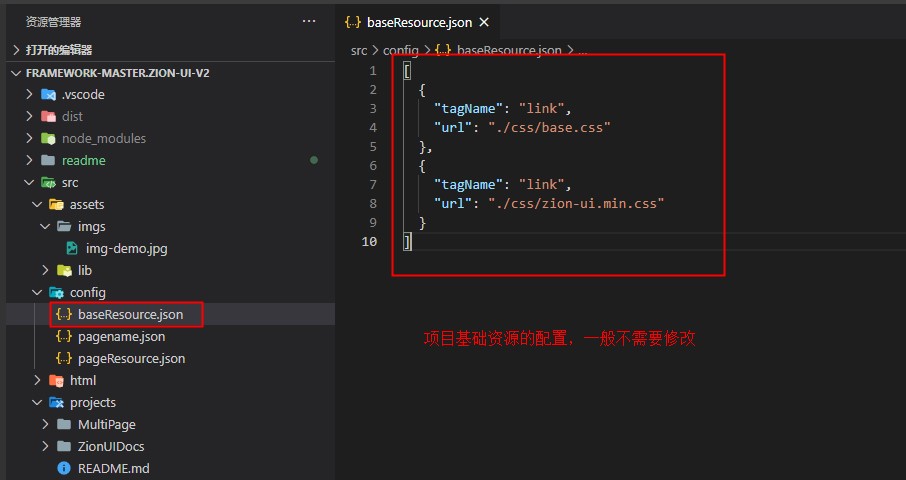 资源管理器
···
打开的编辑器
FRAMEWORK-MASTER.ZION-UI-V2
.vscode
dist
node_modules
readme
src
assets
imgs
img-demo.jpg
lib
config
{..} baseResource.json
{..} pagename.json
{..} pageResource.json
html
projects
MultiPage
ZionUIDocs
README.md
{..} baseResource.json ×
src > config > {..} baseResource.json > ...
1 [
2 {
3 "tagName": "link",
4 "url": "./css/base.css"
5 },
6 {
7 "tagName": "link",
8 "url": "./css/zion-ui.min.css"
9 }
10 ]
项目基础资源的配置，一般不需要修改